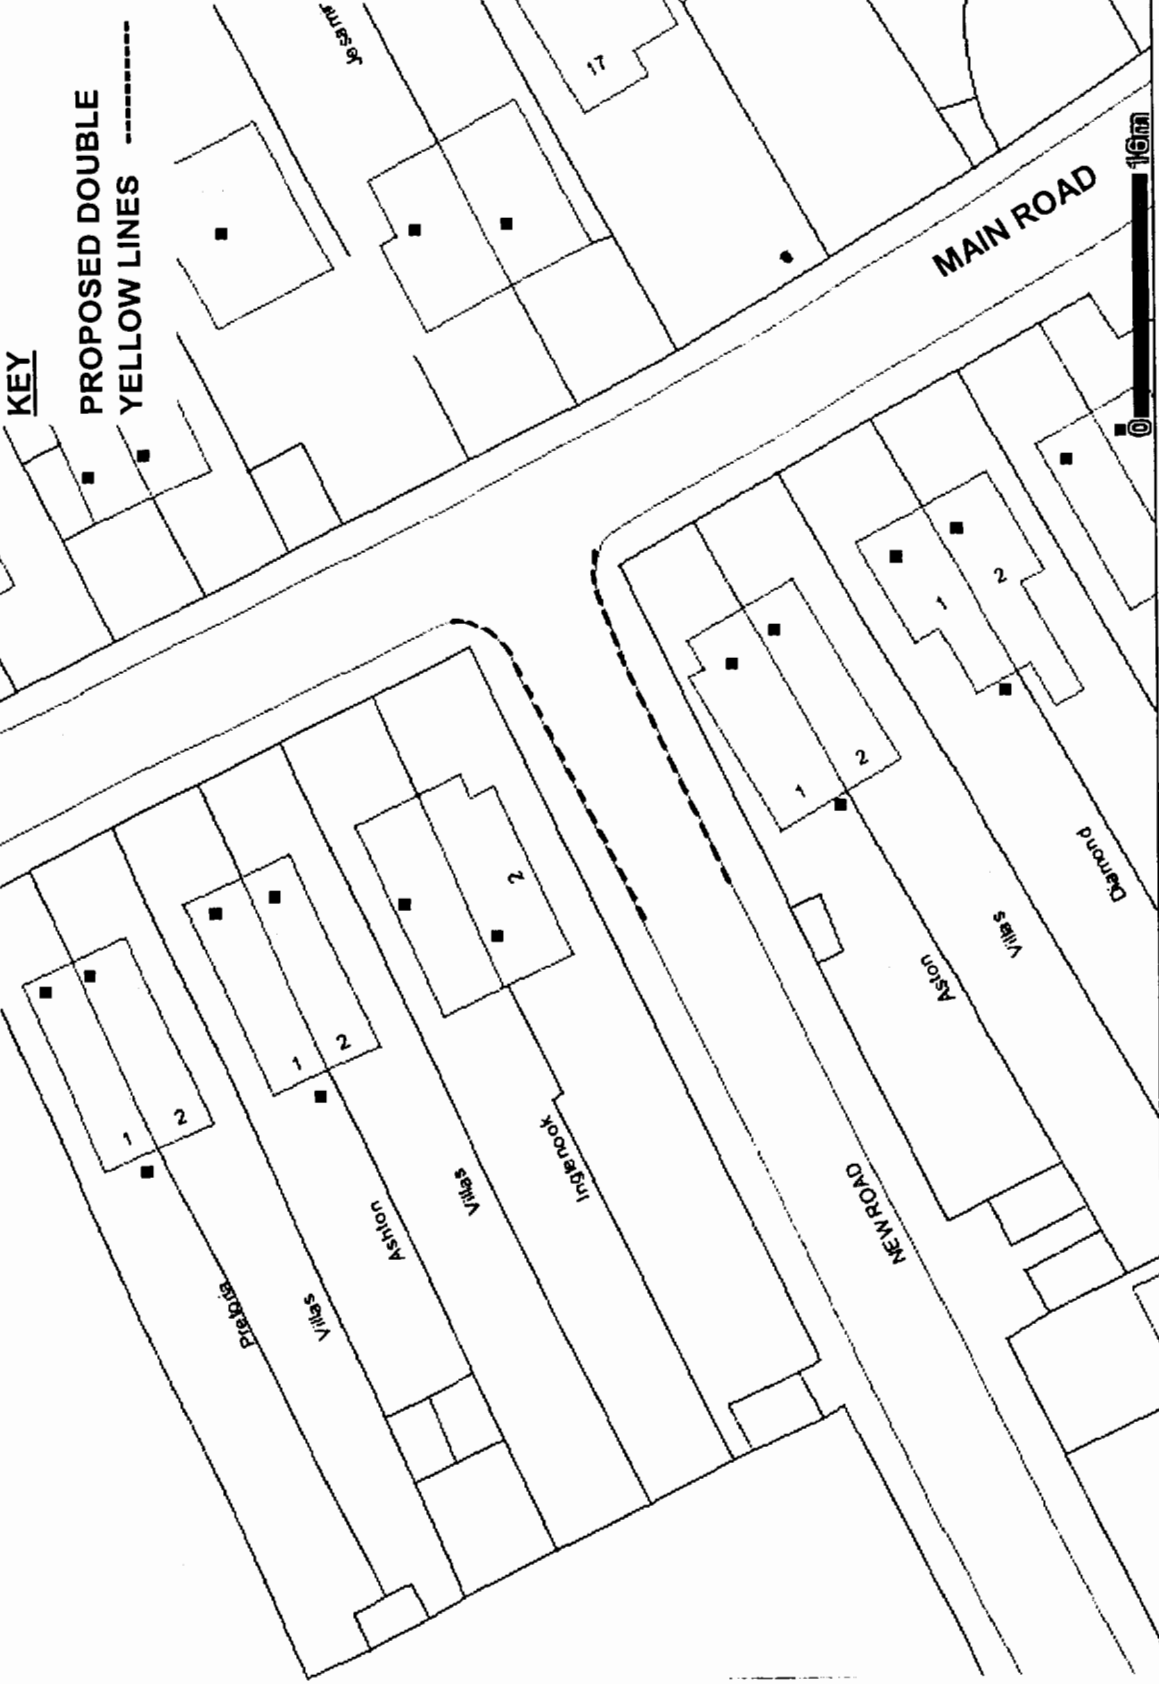 KEY
PROPOSED DOUBLE
YELLOW LINES ----------
17
MAIN ROAD
0 16m
1
2
Pretoria
Villas
1
2
Ashton
Villas
2
Inglenook
NEW ROAD
1
2
Aston
Villas
1
2
Diamond